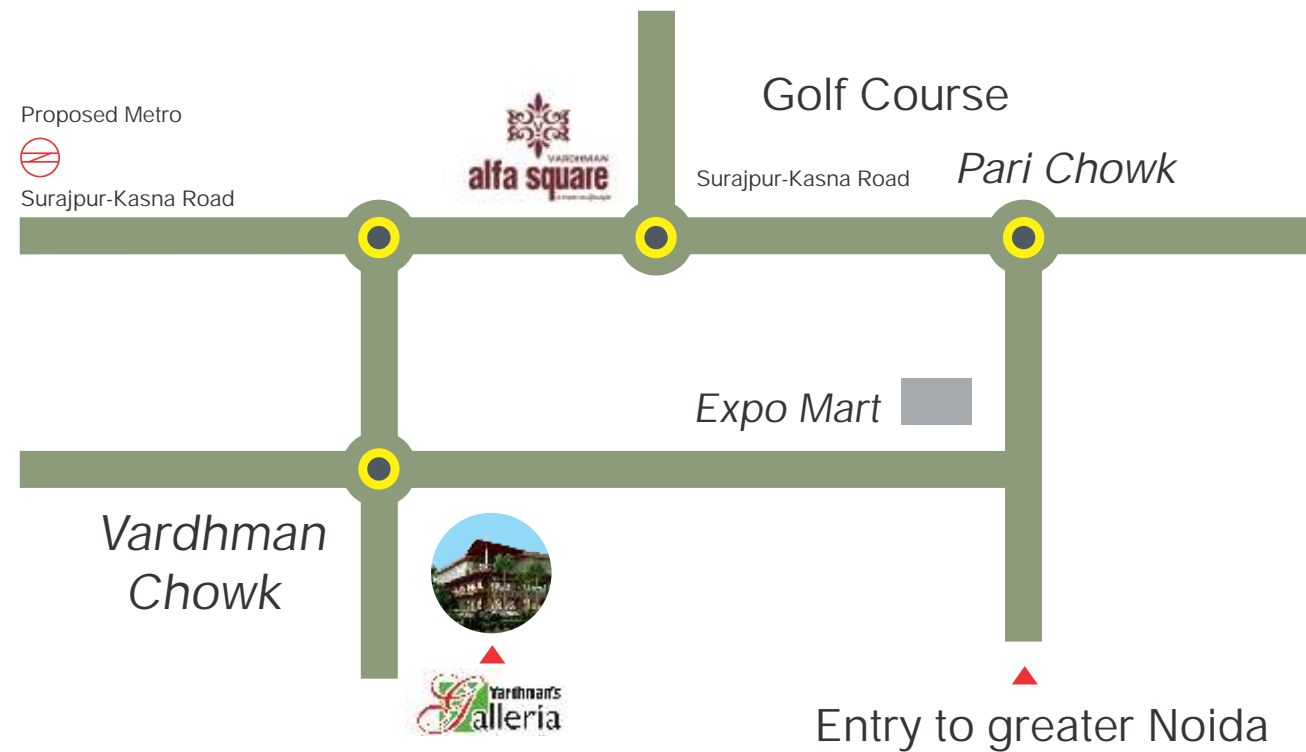 Golf Course
Proposed Metro
VARDHMAN
alfa square
Surajpur-Kasna Road
Pari Chowk
Surajpur-Kasna Road
Expo Mart
Vardhman
Chowk
Vardhman's
Galleria
Entry to greater Noida